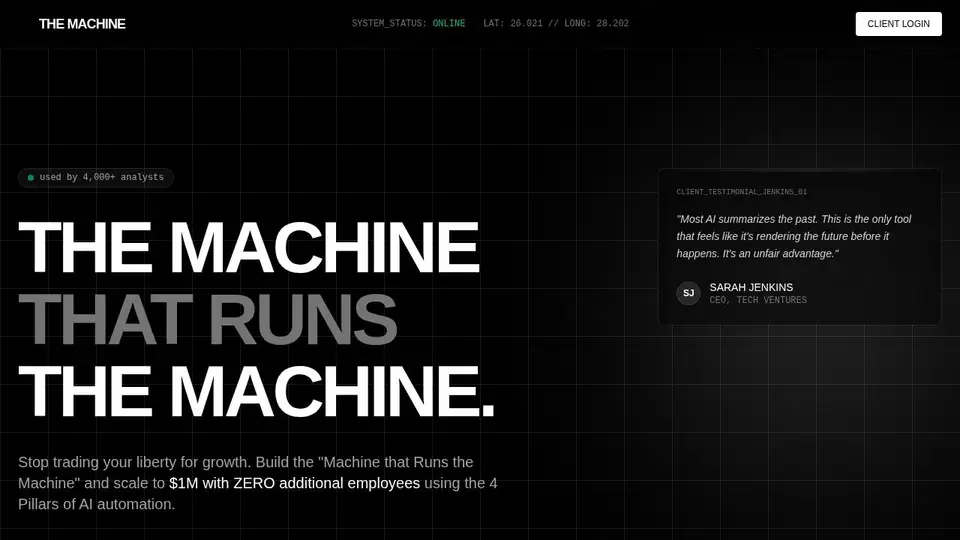 THE MACHINE
SYSTEM_STATUS: ONLINE LAT: 26.021 // LONG: 28.202
CLIENT LOGIN
used by 4,000+ analysts
THE MACHINE
THAT RUNS
THE MACHINE.
Stop trading your liberty for growth. Build the "Machine that Runs the
Machine" and scale to $1M with ZERO additional employees using the 4
Pillars of AI automation.
CLIENT_TESTIMONIAL_JENKINS_01
"Most AI summarizes the past. This is the only tool
that feels like it's rendering the future before it
happens. It's an unfair advantage."
SJ
SARAH JENKINS
CEO, TECH VENTURES